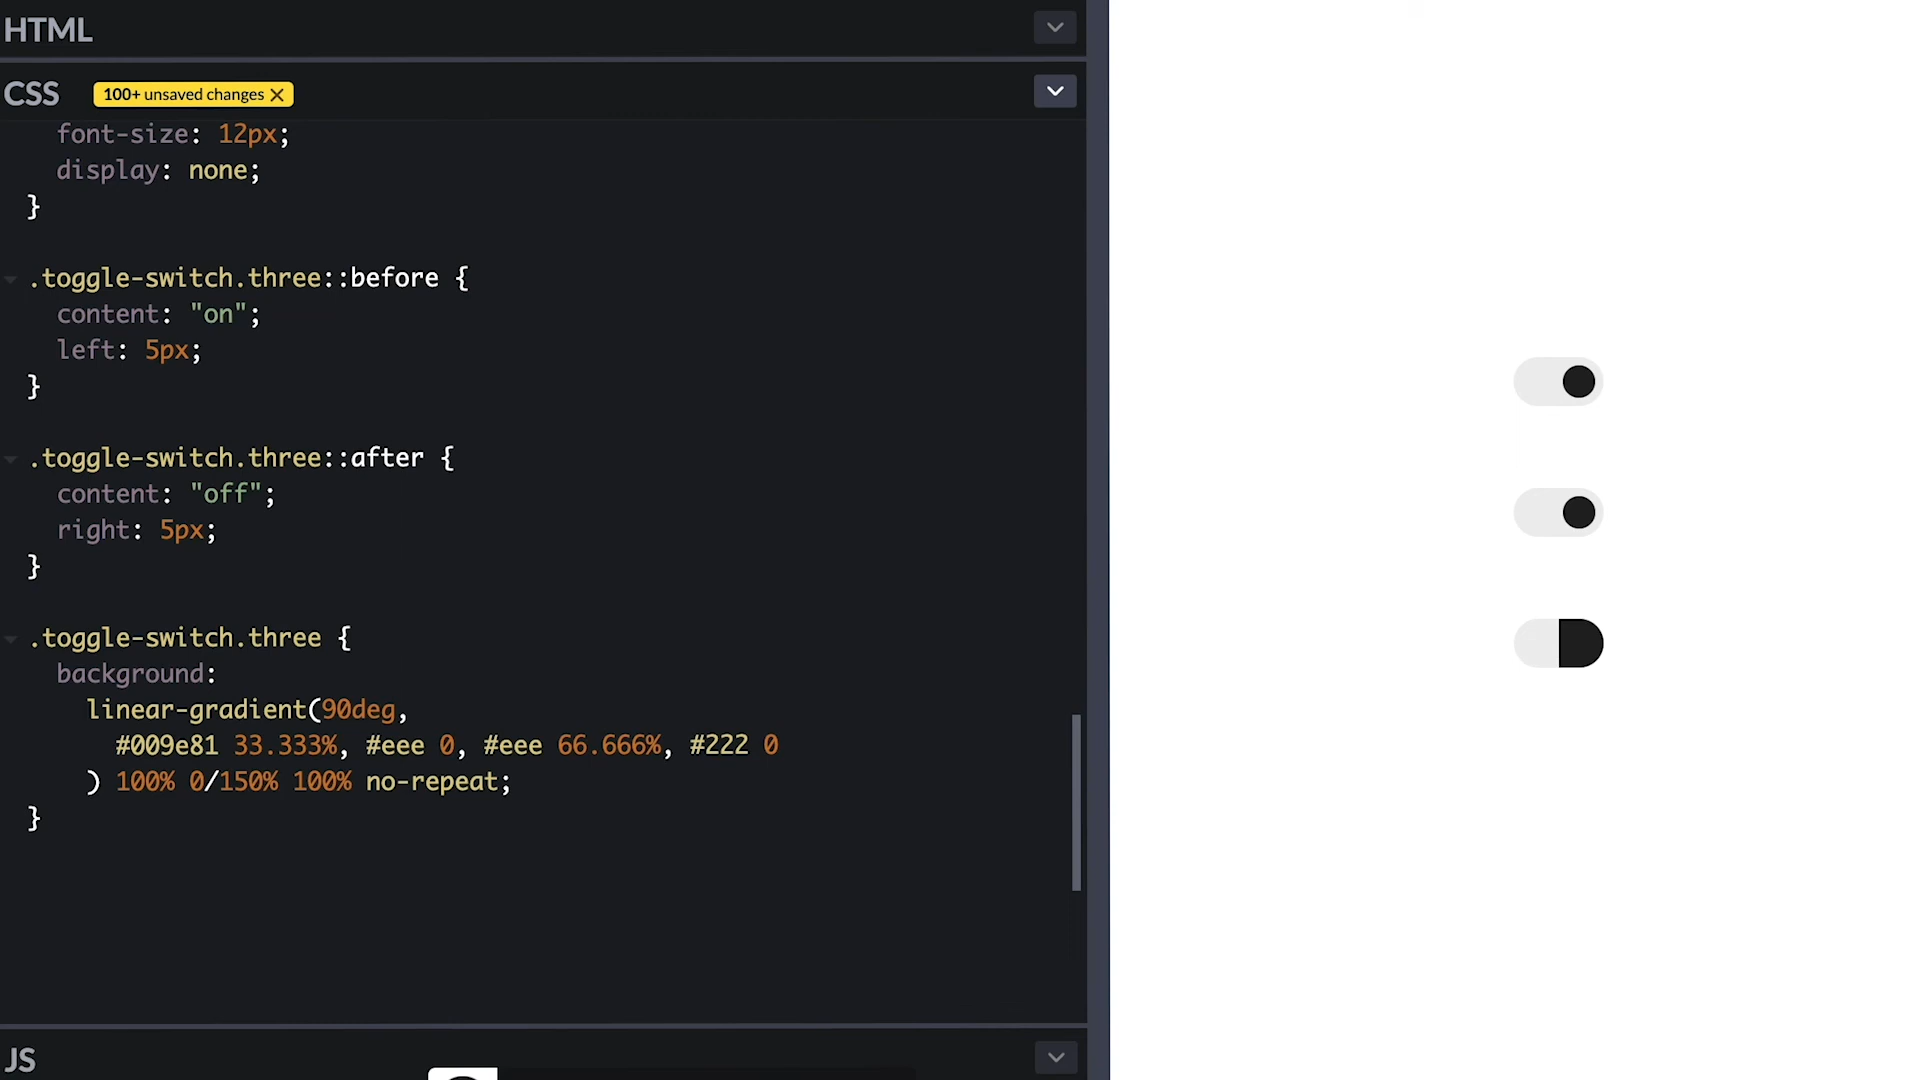 HTML
CSS 100+ unsaved changes
font-size: 12px;
display: none;
}
.toggle-switch.three::before {
content: "on";
left: 5px;
}
.toggle-switch.three::after {
content: "off";
right: 5px;
}
.toggle-switch.three {
background:
linear-gradient(90deg,
#009e81 33.333%, #eee 0, #eee 66.666%, #222 0
) 100% 0/150% 100% no-repeat;
}
JS